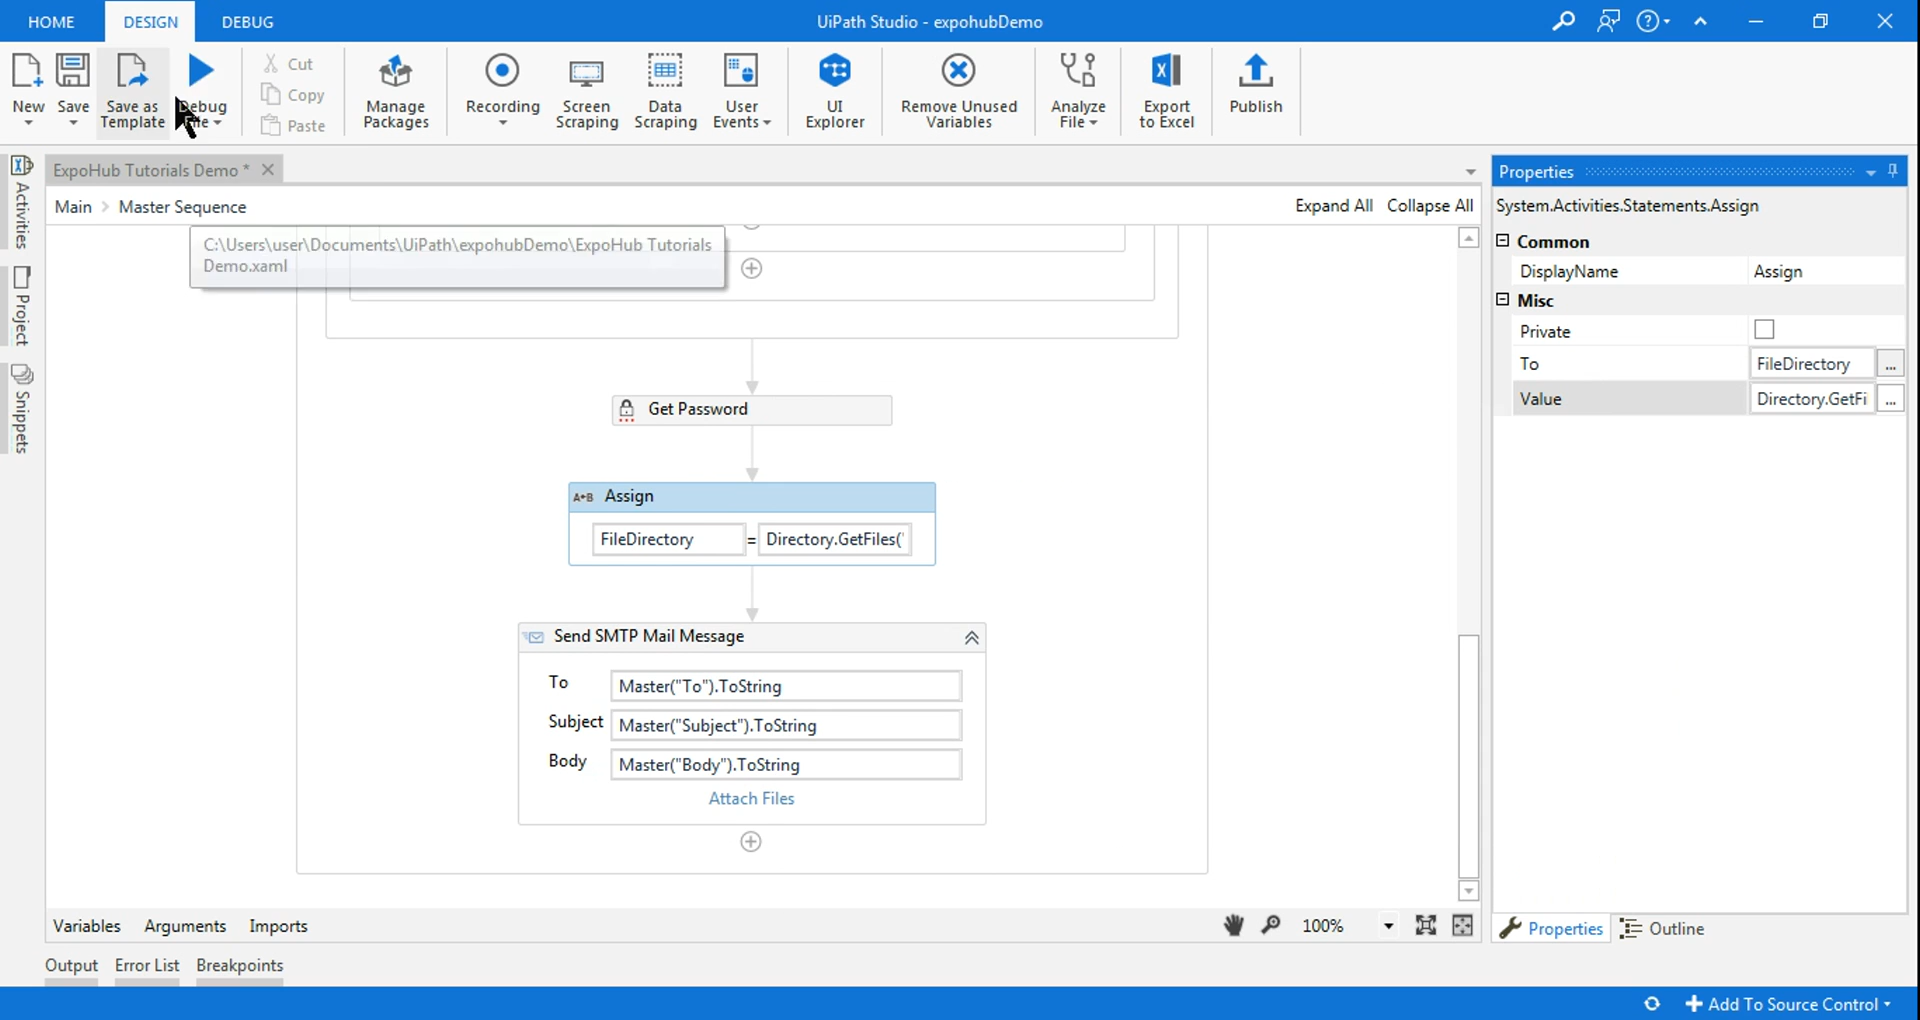 HOME DESIGN DEBUG UiPath Studio - expohubDemo
New Save Save as Template Debug File Cut Copy Paste Manage Packages Recording Screen Scraping Data Scraping User Events UI Explorer Remove Unused Variables Analyze File Export to Excel Publish
Activities
Project
Snippets
ExpoHub Tutorials Demo *
Main > Master Sequence Expand All Collapse All
C:\Users\user\Documents\UiPath\expohubDemo\ExpoHub Tutorials
Demo.xaml
Get Password
A+B Assign
FileDirectory = Directory.GetFiles('
Send SMTP Mail Message
To Master("To").ToString
Subject Master("Subject").ToString
Body Master("Body").ToString
Attach Files
Variables Arguments Imports 100%
Output Error List Breakpoints
Properties
System.Activities.Statements.Assign
Common
DisplayName Assign
Misc
Private
To FileDirectory ...
Value Directory.GetFi ...
Properties Outline
Add To Source Control